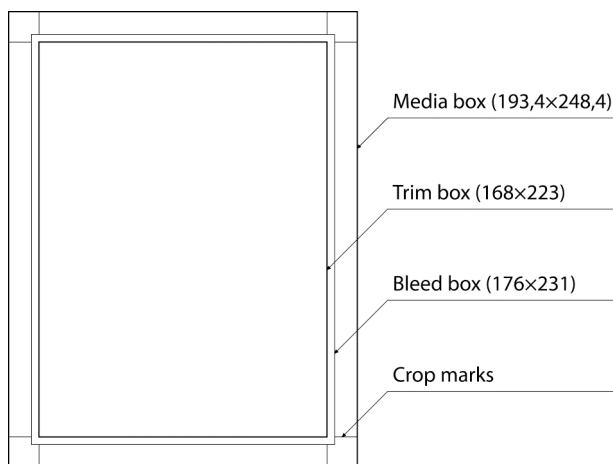 Media box (193,4×248,4)
Trim box (168×223)
Bleed box (176×231)
Crop marks